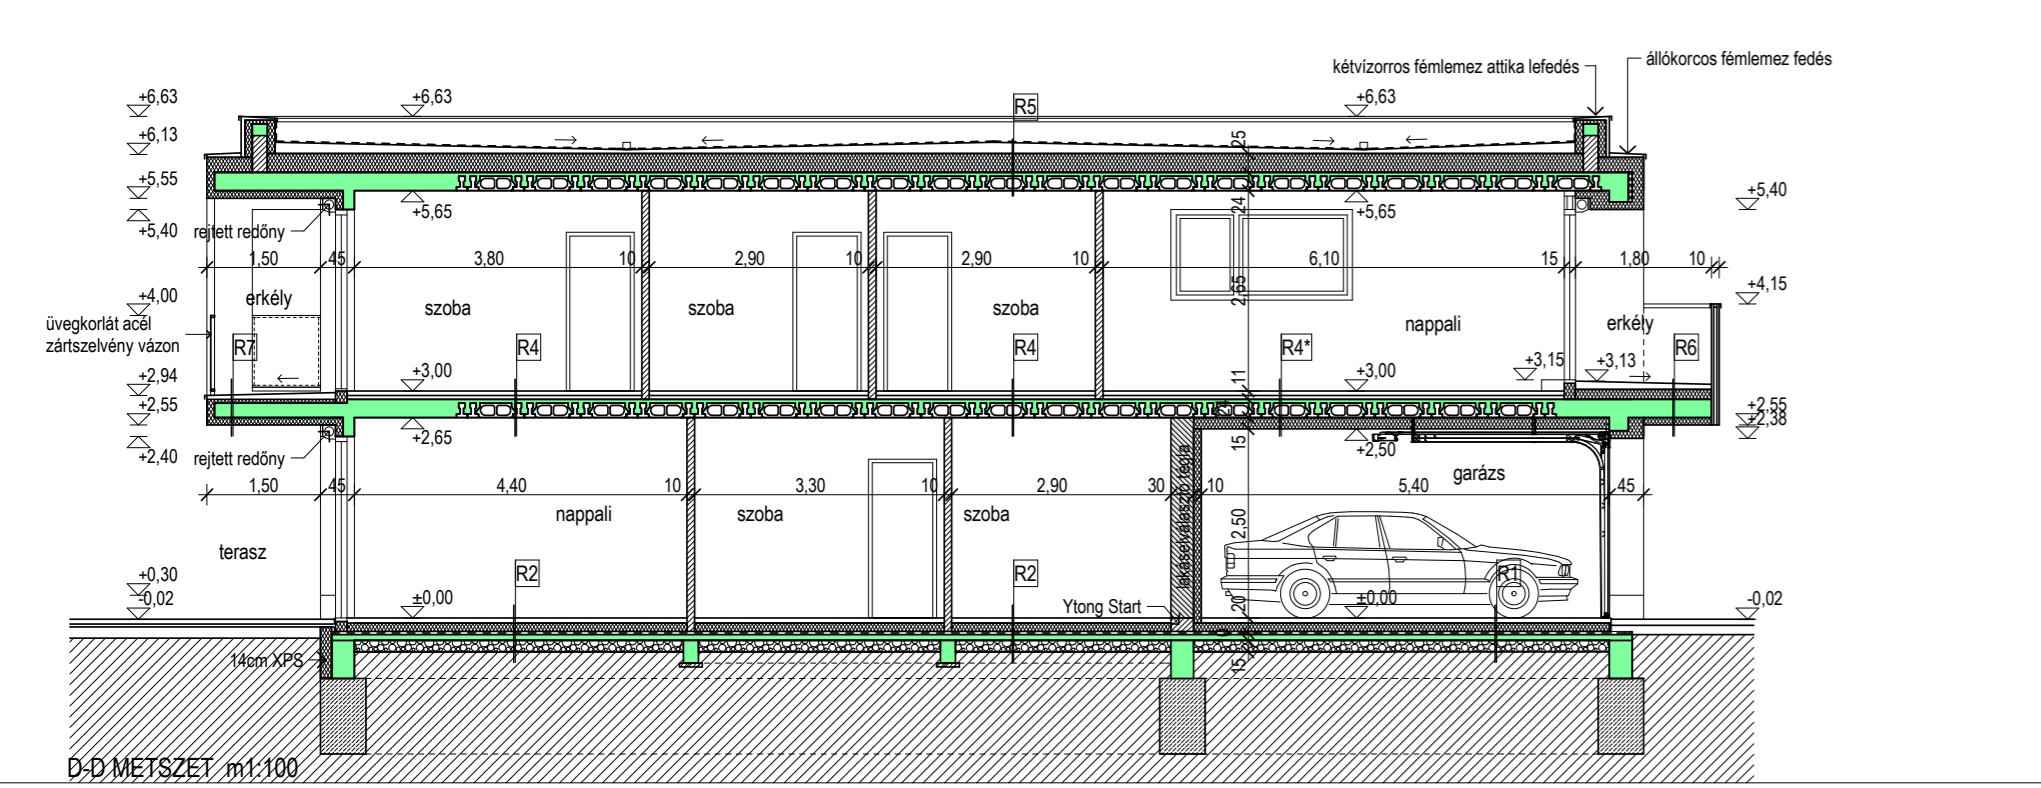 kétvízorros fémlemez attika lefedés
állókorcos fémlemez fedés
+6,63
+6,63
+6,63
R5
+6,13
25
+5,55
+5,65
24
+5,65
+5,40
+5,40
rejtett redőny
1,50
45
3,80
10
2,90
10
2,90
10
6,10
15
1,80
10
2,65
+4,00
erkély
szoba
szoba
szoba
nappali
erkély
+4,15
üvegkorlát acél
zártszelvény vázon
R7
R4
R4
R4*
R6
+2,94
+3,00
11
+3,00
+3,15
+3,13
+2,55
24
+2,55
+2,38
+2,65
15
+2,50
+2,40
rejtett redőny
garázs
1,50
45
4,40
10
3,30
10
2,90
30
10
5,40
45
nappali
szoba
szoba
lakáselválasztó tégla
2,50
terasz
R2
R2
R1
+0,30
-0,02
±0,00
Ytong Start
20
±0,00
-0,02
14cm XPS
15
D-D METSZET m1:100